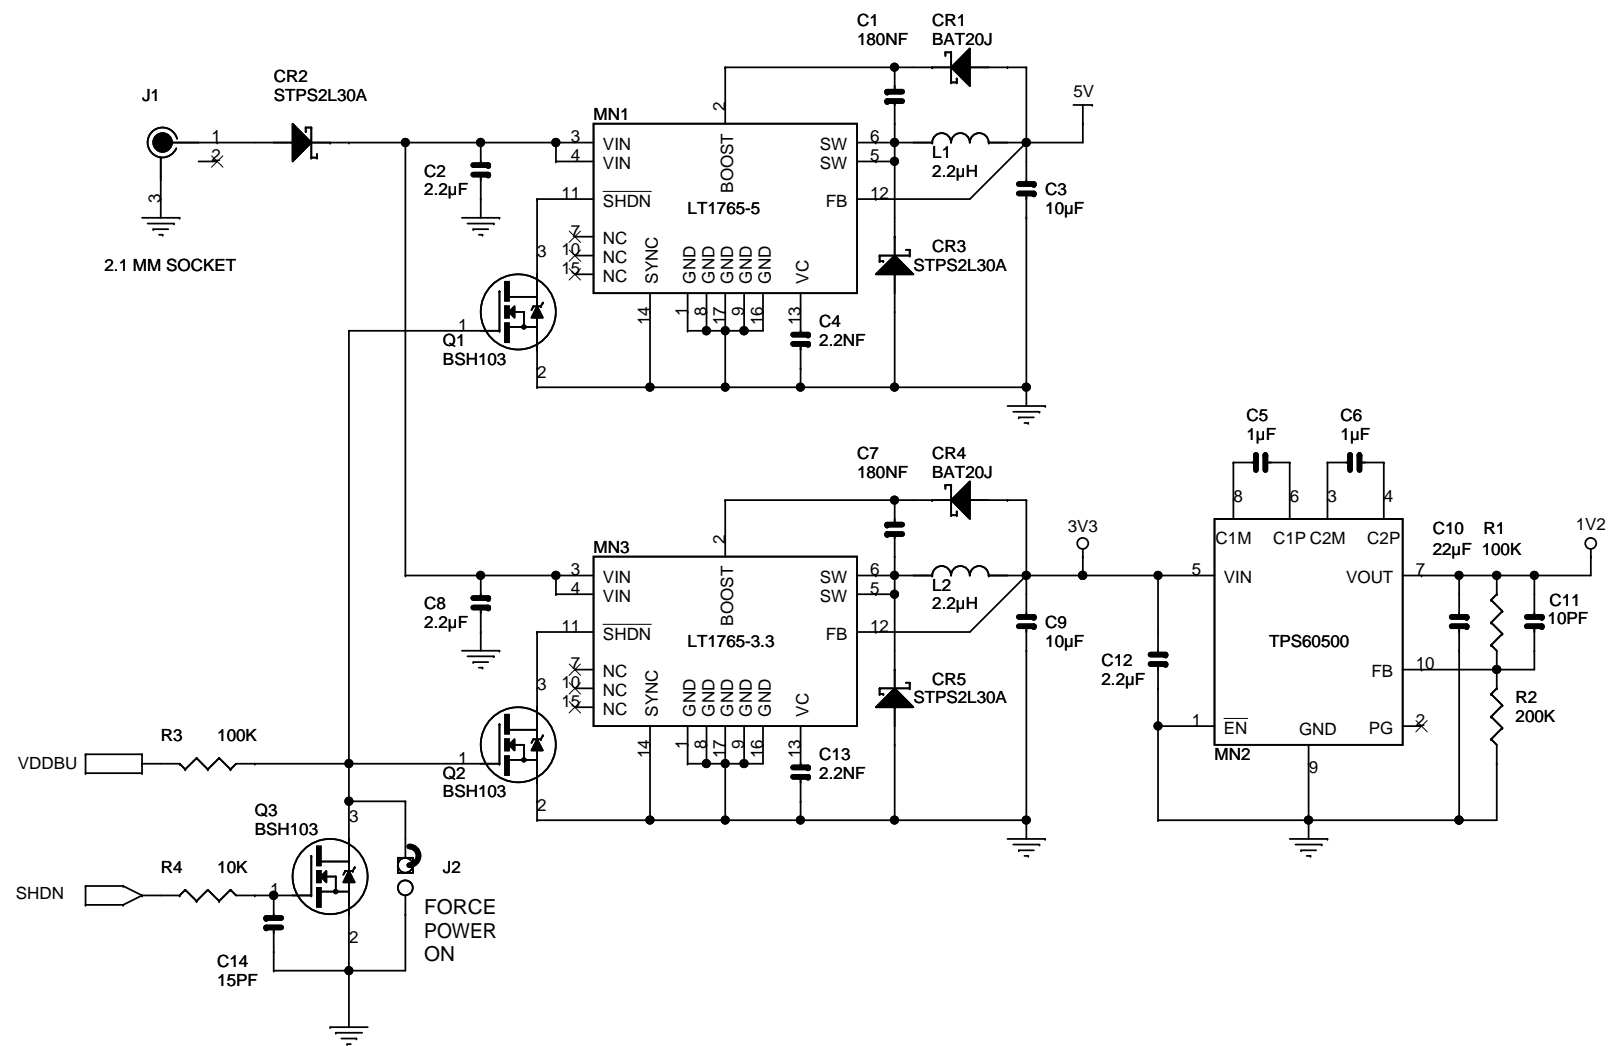 C1
180NF
CR1
BAT20J
CR2
STPS2L30A
J1
1
2
3
2.1 MM SOCKET
5V
MN1
2
BOOST
3 VIN
4 VIN
11 SHDN
7 NC
10 NC
15 NC
LT1765-5
SW 6
SW 5
FB 12
SYNC GND GND GND GND GND VC
14 1 8 17 9 16 13
C2
2.2µF
L1
2.2µH
C3
10µF
CR3
STPS2L30A
C4
2.2NF
3
1
2
Q1
BSH103
C7
180NF
CR4
BAT20J
MN3
2
BOOST
3 VIN
4 VIN
11 SHDN
7 NC
10 NC
15 NC
LT1765-3.3
SW 6
SW 5
FB 12
SYNC GND GND GND GND GND VC
14 1 8 17 9 16 13
C8
2.2µF
L2
2.2µH
C9
10µF
CR5
STPS2L30A
C13
2.2NF
3
1
2
Q2
BSH103
3V3
C5
1µF
C6
1µF
8 6 3 4
C1M C1P C2M C2P
5 VIN
VOUT 7
TPS60500
FB 10
1 EN
GND
PG 2
MN2
9
C12
2.2µF
C10
22µF
R1
100K
1V2
C11
10PF
R2
200K
VDDBU
R3 100K
Q3
BSH103
3
1
2
SHDN
R4 10K
C14
15PF
J2
FORCE
POWER
ON